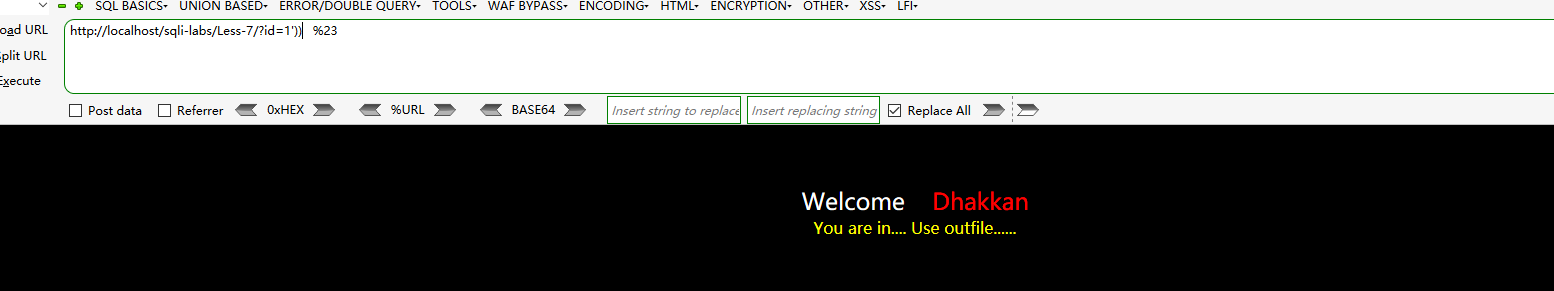 SQL BASICS▾ UNION BASED▾ ERROR/DOUBLE QUERY▾ TOOLS▾ WAF BYPASS▾ ENCODING▾ HTML▾ ENCRYPTION▾ OTHER▾ XSS▾ LFI▾
oad URL http://localhost/sqli-labs/Less-7/?id=1')) %23
Split URL
Execute
Post data Referrer 0xHEX %URL BASE64 Insert string to replace Insert replacing string Replace All
Welcome Dhakkan
You are in.... Use outfile......